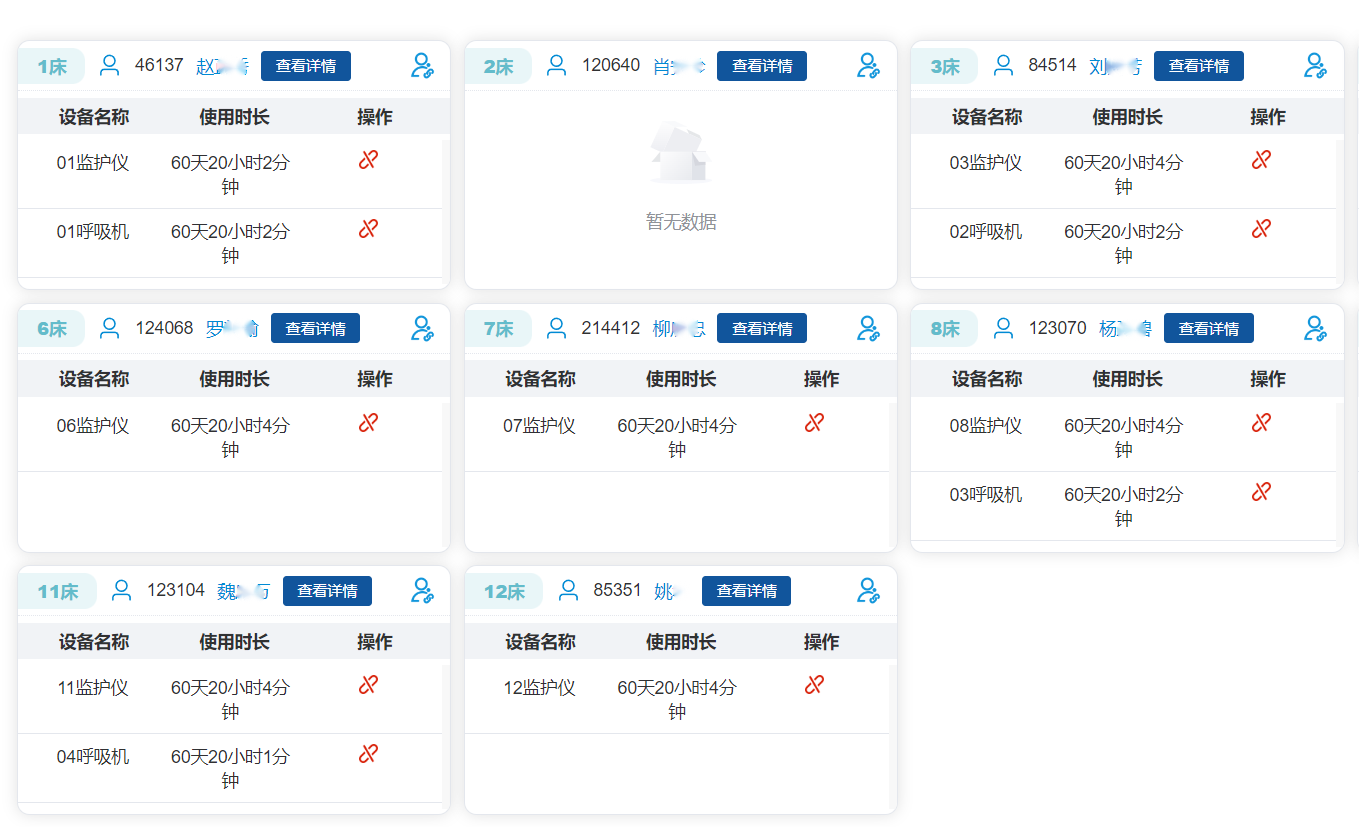 1床 46137 赵 查看详情
设备名称 使用时长 操作
01监护仪 60天20小时2分
钟
01呼吸机 60天20小时2分
钟
2床 120640 肖 查看详情
暂无数据
3床 84514 刘 查看详情
设备名称 使用时长 操作
03监护仪 60天20小时4分
钟
02呼吸机 60天20小时2分
钟
6床 124068 罗 查看详情
设备名称 使用时长 操作
06监护仪 60天20小时4分
钟
7床 214412 柳 查看详情
设备名称 使用时长 操作
07监护仪 60天20小时4分
钟
8床 123070 杨 查看详情
设备名称 使用时长 操作
08监护仪 60天20小时4分
钟
03呼吸机 60天20小时2分
钟
11床 123104 魏 查看详情
设备名称 使用时长 操作
11监护仪 60天20小时4分
钟
04呼吸机 60天20小时1分
钟
12床 85351 姚 查看详情
设备名称 使用时长 操作
12监护仪 60天20小时4分
钟